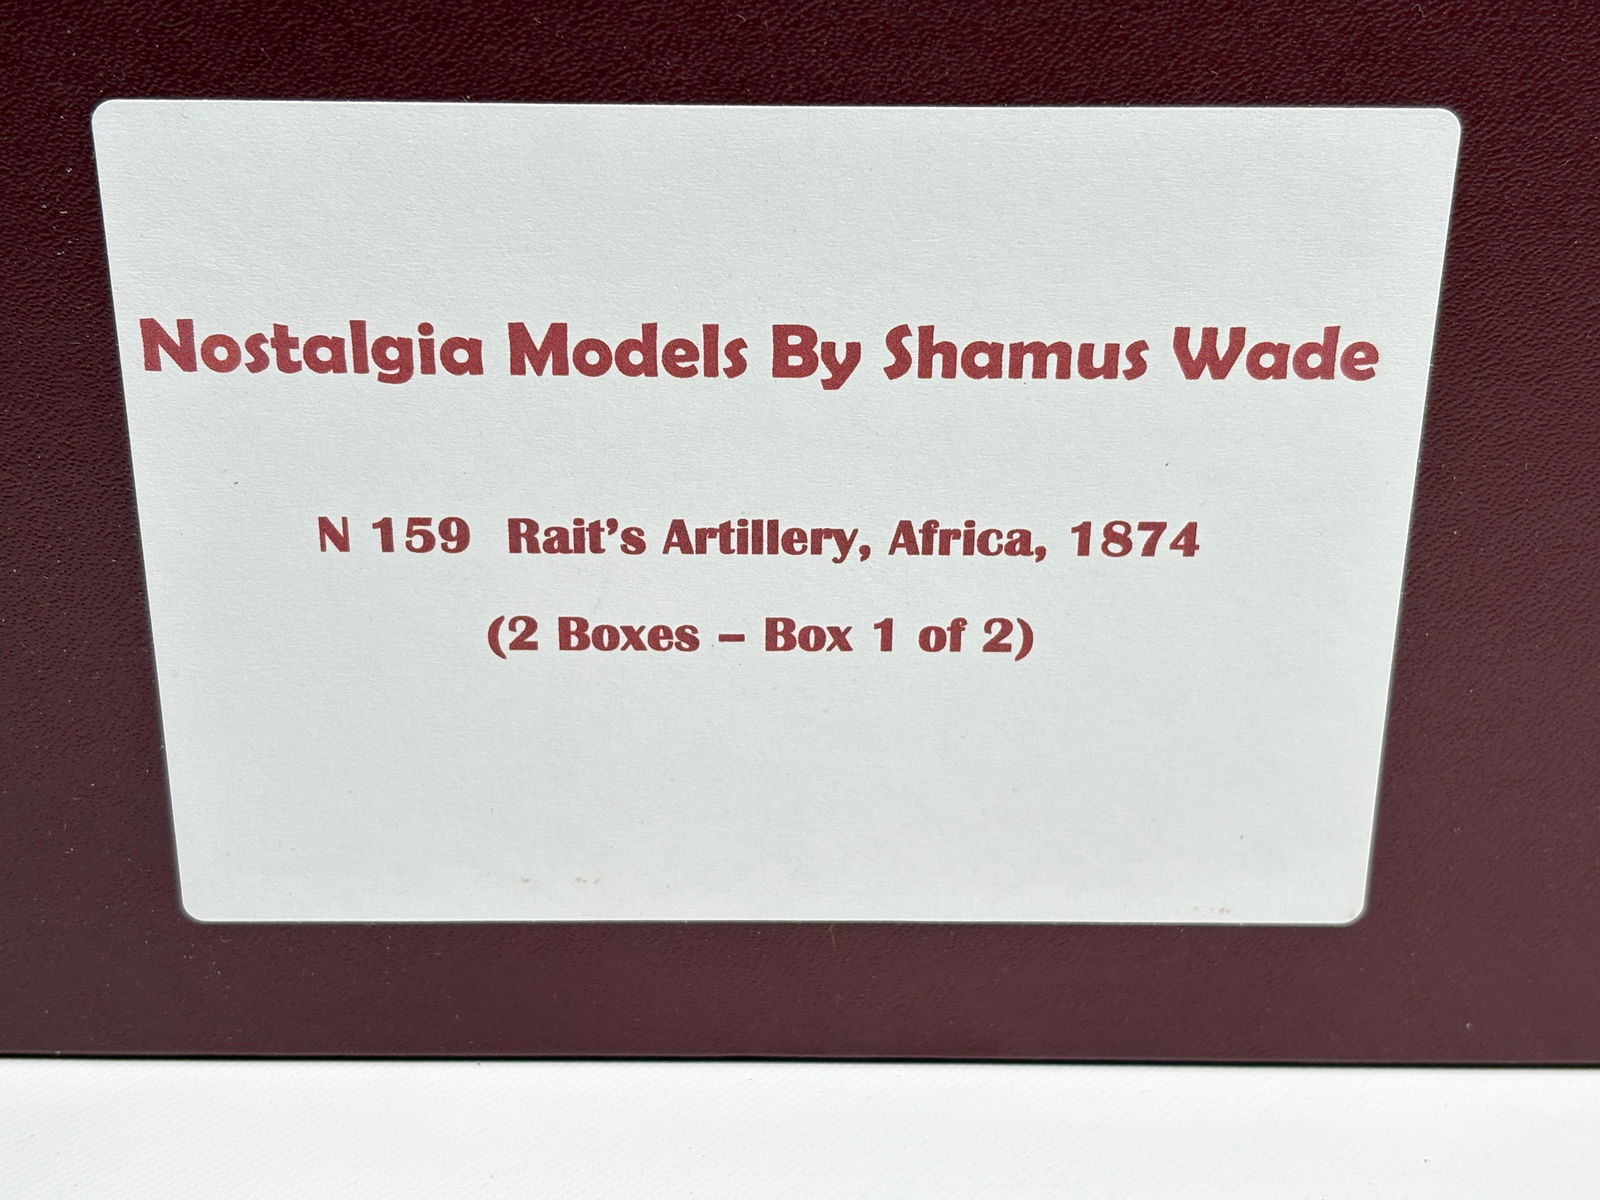 Nostalgia Models By Shamus Wade
N 159 Rait's Artillery, Africa, 1874
(2 Boxes – Box 1 of 2)